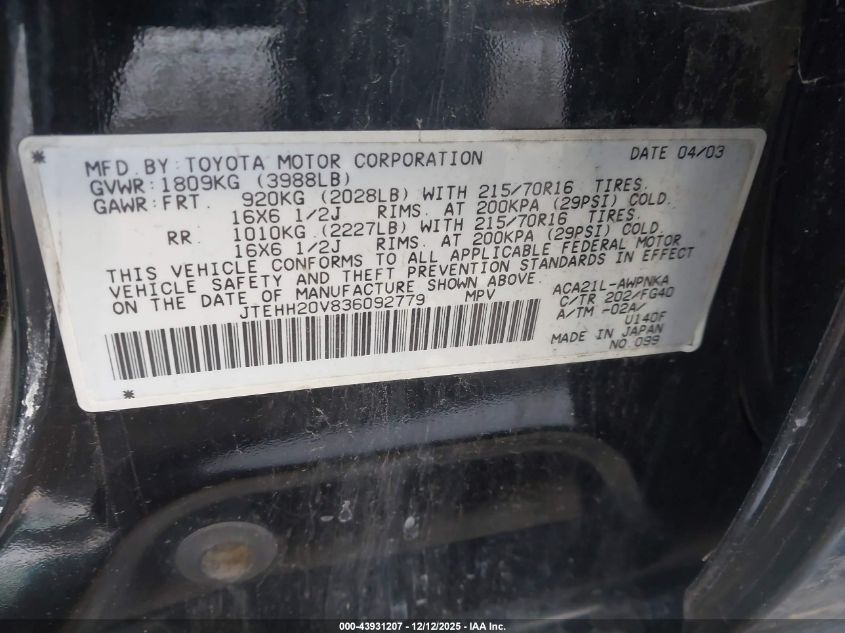 MFD. BY: TOYOTA MOTOR CORPORATION DATE 04/03
GVWR: 1809KG (3988LB)
GAWR: FRT. 920KG (2028LB) WITH 215/70R16 TIRES.
16X6 1/2J RIMS. AT 200KPA (29PSI) COLD.
RR. 1010KG (2227LB) WITH 215/70R16 TIRES.
16X6 1/2J RIMS. AT 200KPA (29PSI) COLD.
THIS VEHICLE CONFORMS TO ALL APPLICABLE FEDERAL MOTOR
VEHICLE SAFETY AND THEFT PREVENTION STANDARDS IN EFFECT
ON THE DATE OF MANUFACTURE SHOWN ABOVE.
JTEHH20V836092779 MPV
ACA21L-AWPNKA
C/TR 202/FG40
A/TM -02A/
U140F
MADE IN JAPAN
NO 099
000-43931207 - 12/12/2025 - IAA Inc.